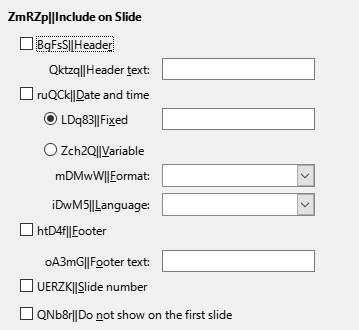 ZmRZp||Include on Slide
BqFsS||Header
Qktzq||Header text:
ruQCk||Date and time
LDq83||Fixed
Zch2Q||Variable
mDMwW||Format:
iDwM5||Language:
htD4f||Footer
oA3mG||Footer text:
UERZK||Slide number
QNb8r||Do not show on the first slide